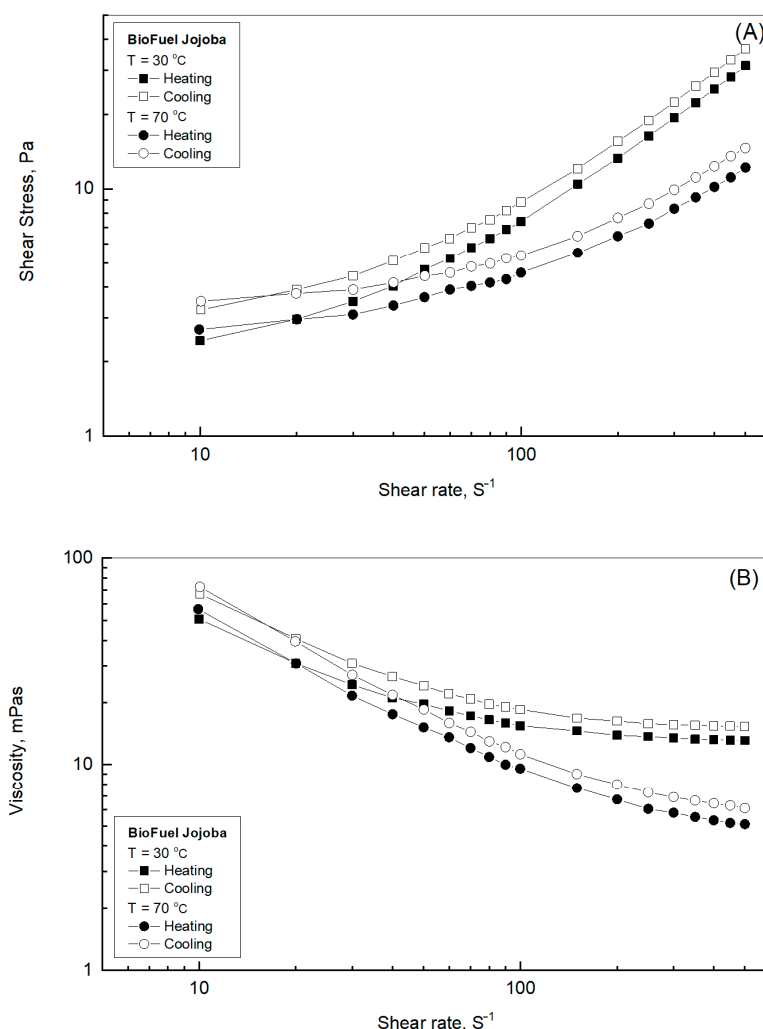 (A)
BioFuel Jojoba
T = 30 °C
Heating
Cooling
T = 70 °C
Heating
Cooling
10
1
Shear Stress, Pa
10
100
Shear rate, S⁻¹
(B)
100
10
1
Viscosity, mPas
BioFuel Jojoba
T = 30 °C
Heating
Cooling
T = 70 °C
Heating
Cooling
10
100
Shear rate. S⁻¹